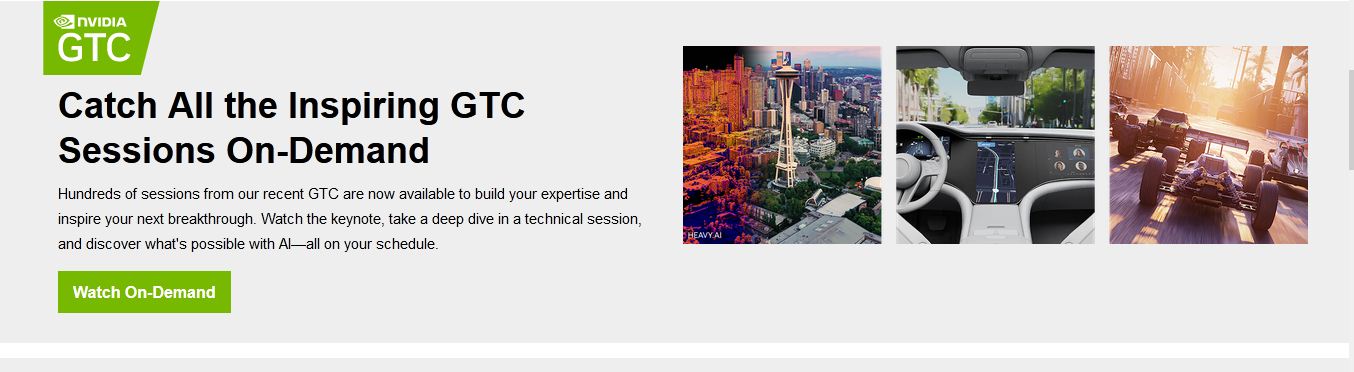 NVIDIA
GTC
Catch All the Inspiring GTC
Sessions On-Demand
Hundreds of sessions from our recent GTC are now available to build your expertise and
inspire your next breakthrough. Watch the keynote, take a deep dive in a technical session,
and discover what's possible with AI—all on your schedule.
Watch On-Demand
HEAVY.AI